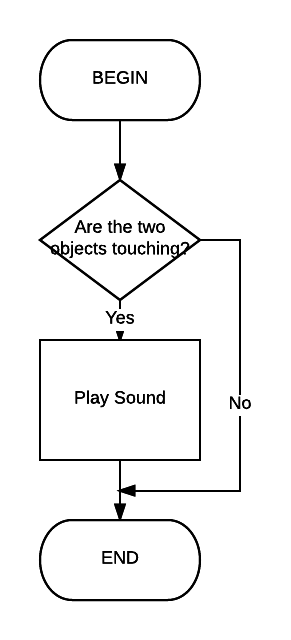 BEGIN
Are the two
objects touching?
Yes
Play Sound
No
END